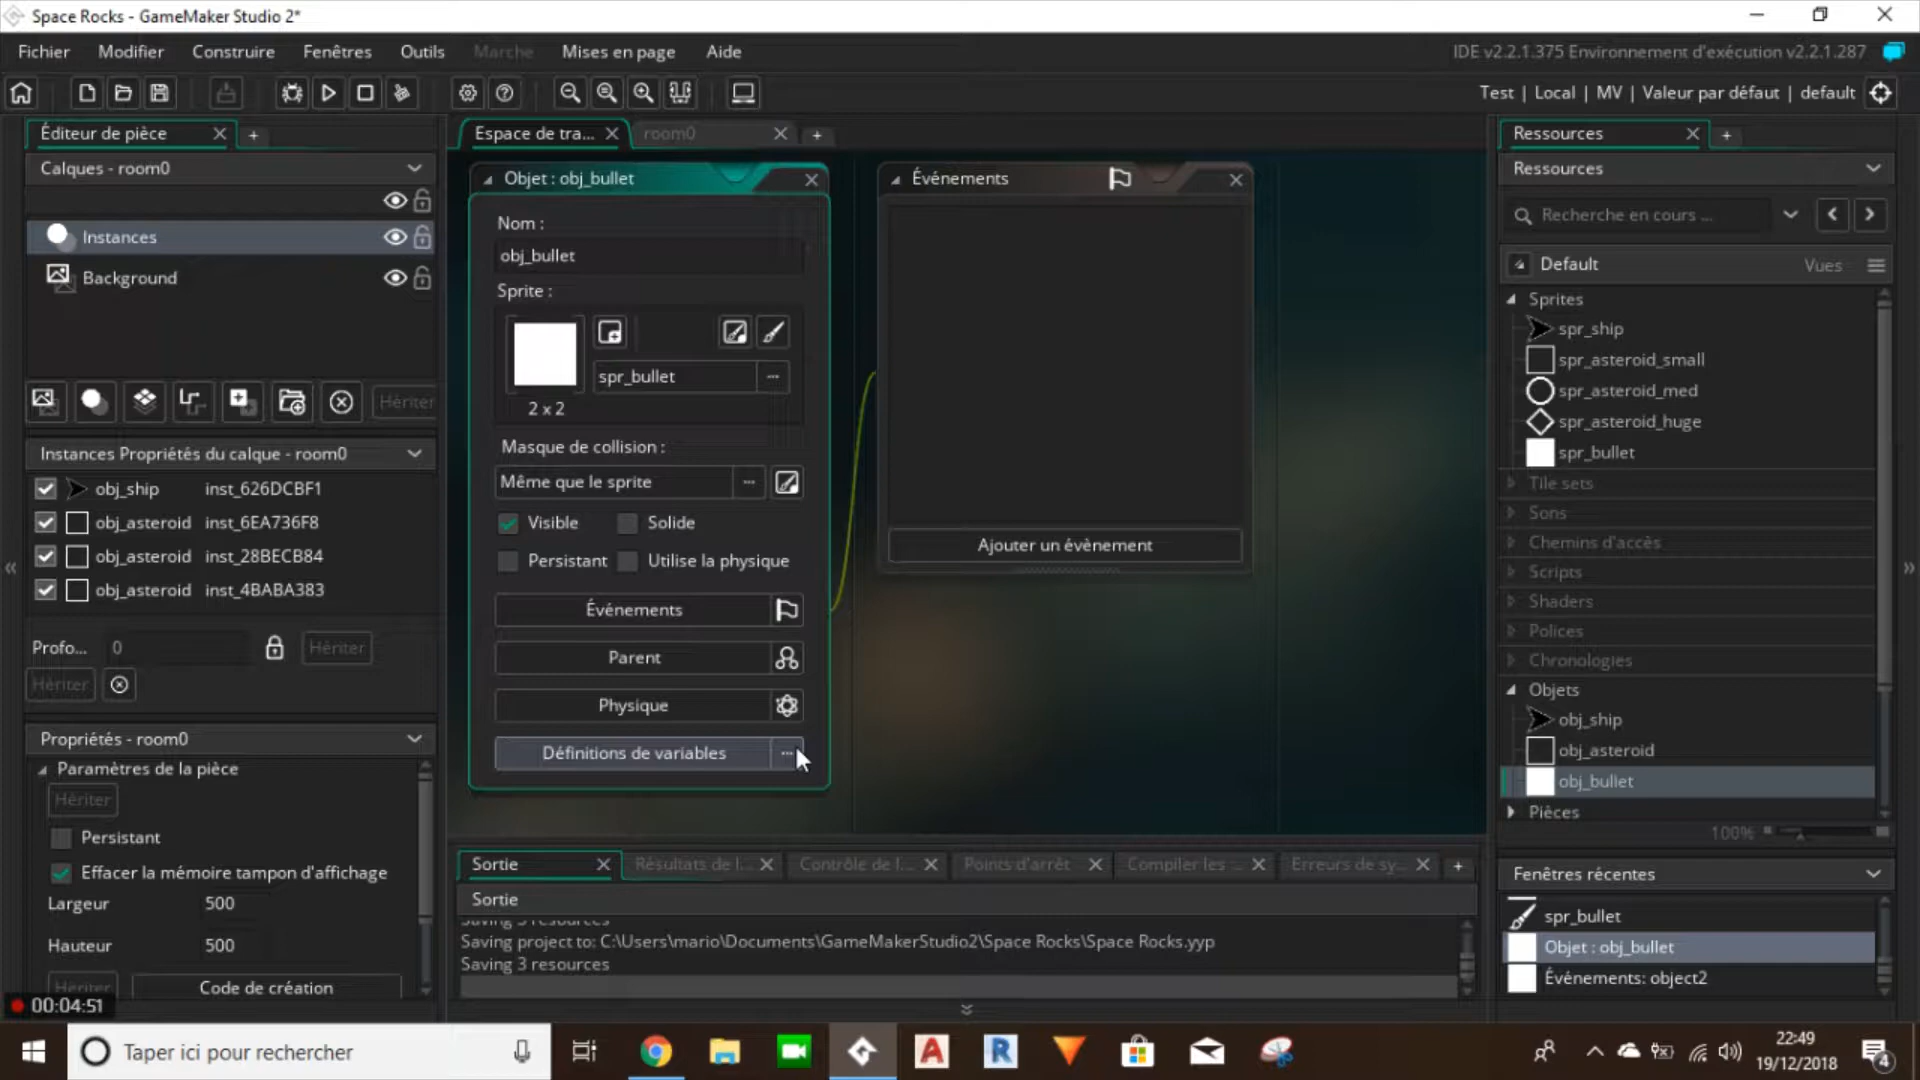 Space Rocks - GameMaker Studio 2*
Fichier Modifier Construire Fenêtres Outils Marche Mises en page Aide
IDE v2.2.1.375 Environnement d'exécution v2.2.1.287
Test | Local | MV | Valeur par défaut | default
Éditeur de pièce
Calques - room0
Instances
Background
Hériter
Instances Propriétés du calque - room0
obj_ship inst_626DCBF1
obj_asteroid inst_6EA736F8
obj_asteroid inst_28BECB84
obj_asteroid inst_4BABA383
Profo... 0 Hériter
Hériter
Propriétés - room0
Paramètres de la pièce
Hériter
Persistant
Effacer la mémoire tampon d'affichage
Largeur 500
Hauteur 500
Hériter Code de création
00:04:51
Espace de tra... room0
Objet : obj_bullet
Nom :
obj_bullet
Sprite :
spr_bullet
2 x 2
Masque de collision :
Même que le sprite
Visible Solide
Persistant Utilise la physique
Événements
Parent
Physique
Définitions de variables
Événements
Ajouter un évènement
Sortie Résultats de l... Contrôle de l... Points d'arrêt Compiler les ... Erreurs de sy...
Sortie
Saving 3 resources
Saving project to: C:\Users\mario\Documents\GameMakerStudio2\Space Rocks\Space Rocks.yyp
Saving 3 resources
Ressources
Ressources
Recherche en cours ...
Default Vues
Sprites
spr_ship
spr_asteroid_small
spr_asteroid_med
spr_asteroid_huge
spr_bullet
Tile sets
Sons
Chemins d'accès
Scripts
Shaders
Polices
Chronologies
Objets
obj_ship
obj_asteroid
obj_bullet
Pièces
100%
Fenêtres récentes
spr_bullet
Objet : obj_bullet
Événements: object2
Taper ici pour rechercher
22:49
19/12/2018
4